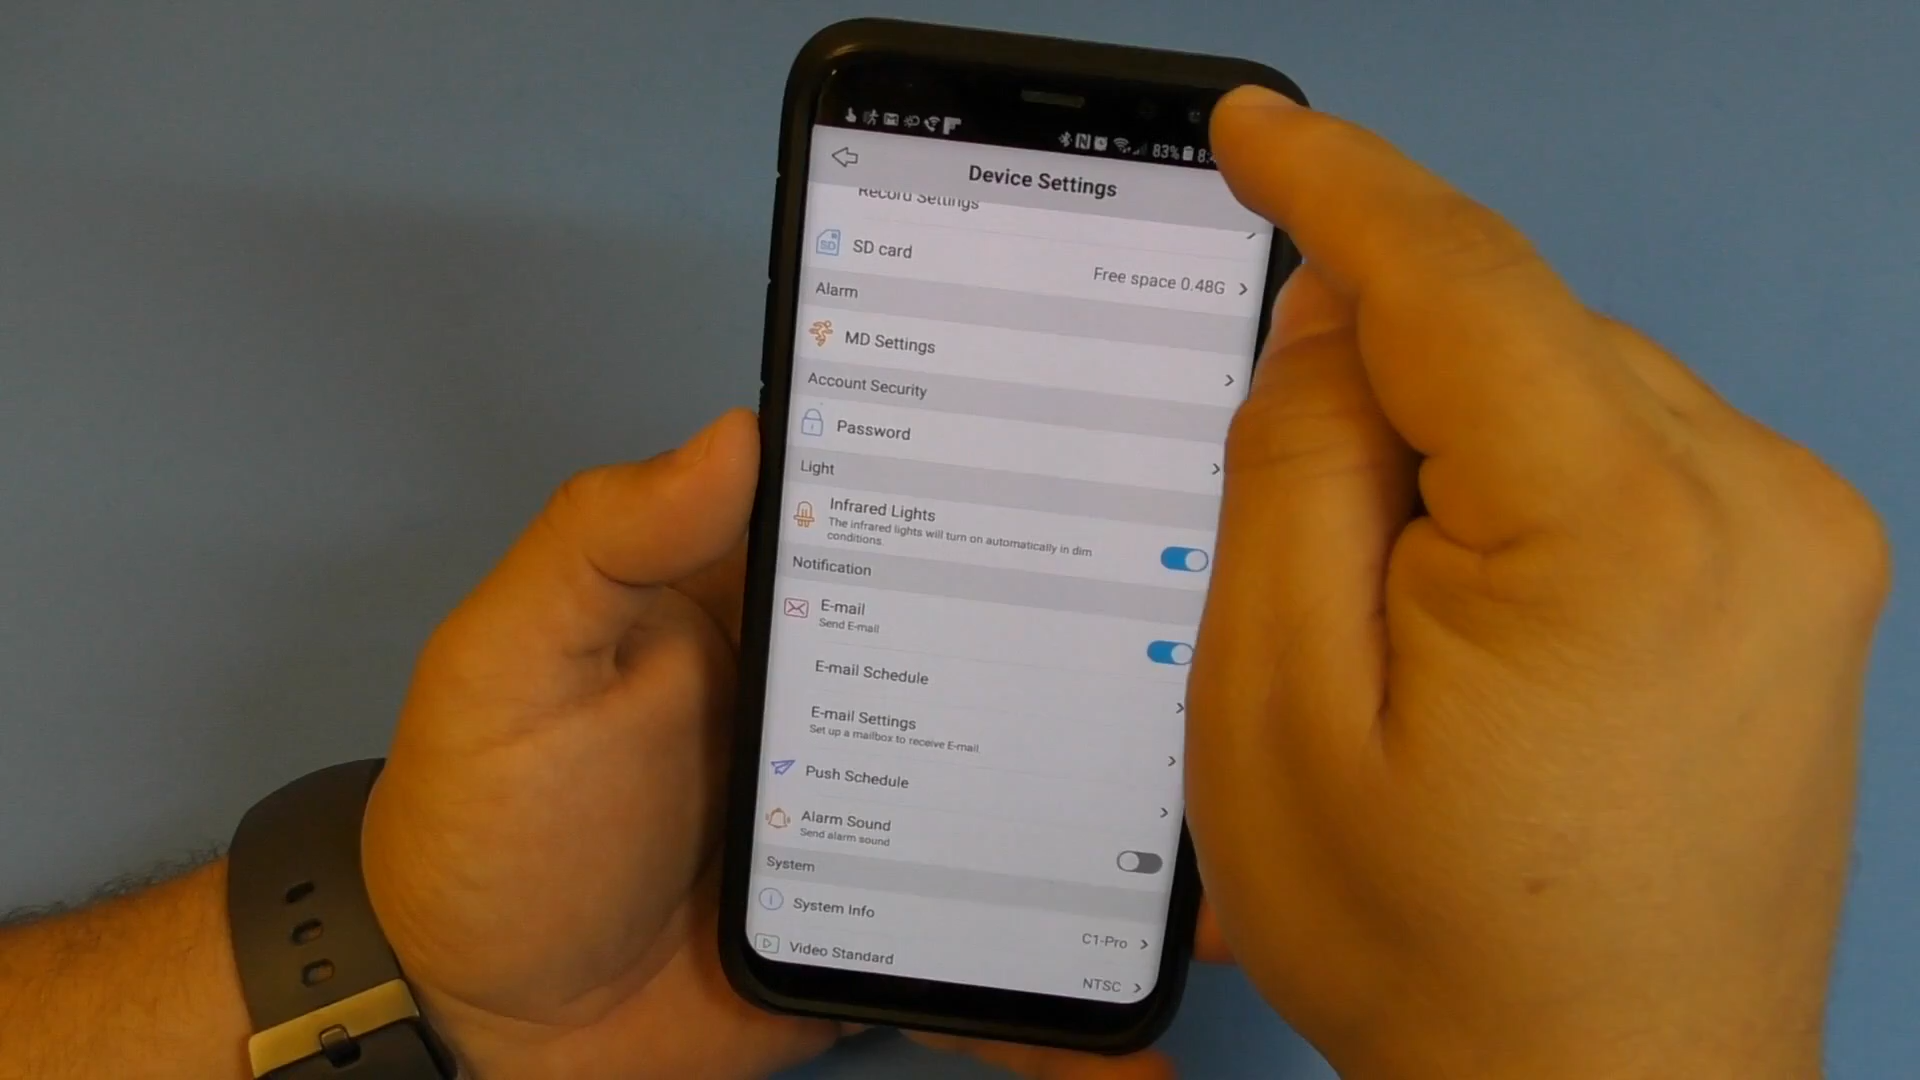 83% 8:
Device Settings
Record Settings
SD card
Free space 0.48G
Alarm
MD Settings
Account Security
Password
Light
Infrared Lights
The infrared lights will turn on automatically in dim
conditions.
Notification
E-mail
Send E-mail
E-mail Schedule
E-mail Settings
Set up a mailbox to receive E-mail
Push Schedule
Alarm Sound
Send alarm sound
System
System Info
C1-Pro
Video Standard
NTSC